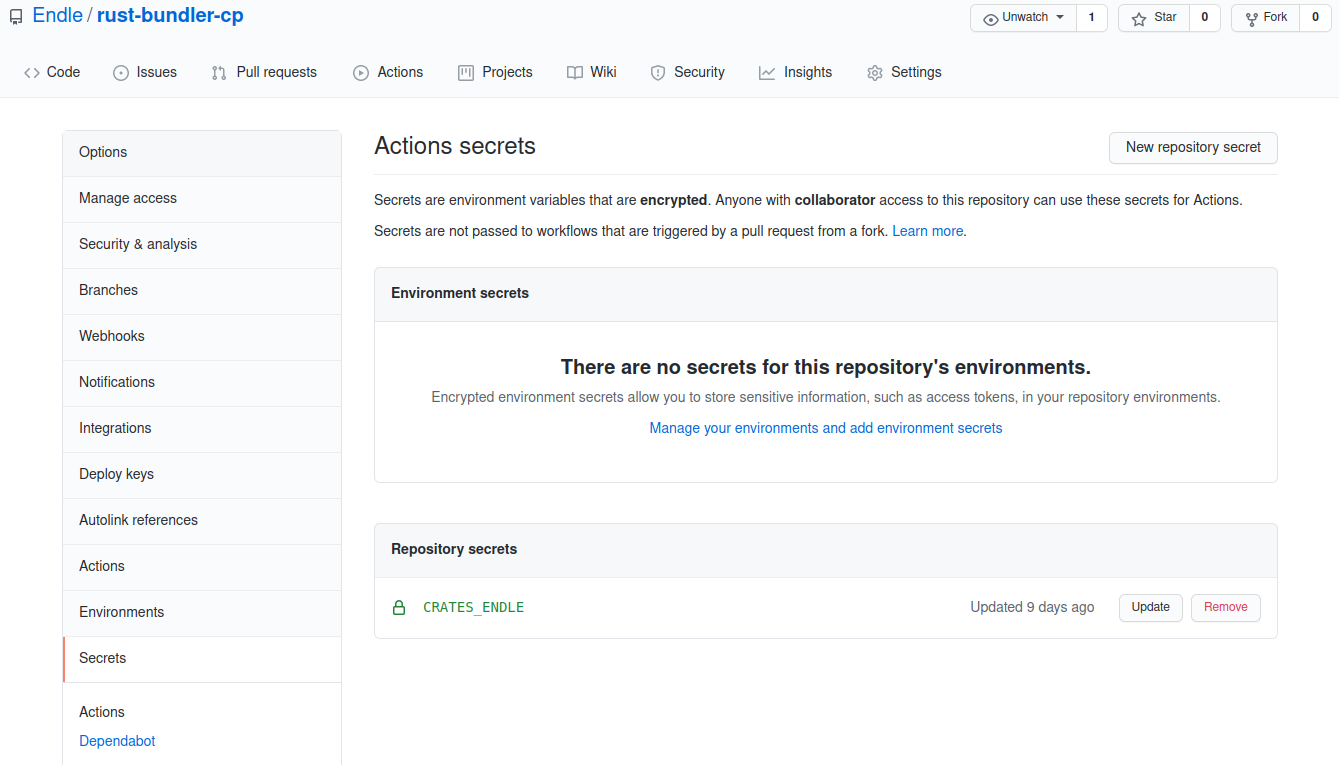 Endle / rust-bundler-cp
Unwatch 1 Star 0 Fork 0
Code Issues Pull requests Actions Projects Wiki Security Insights Settings
Options
Manage access
Security & analysis
Branches
Webhooks
Notifications
Integrations
Deploy keys
Autolink references
Actions
Environments
Secrets
Actions
Dependabot
Actions secrets
New repository secret
Secrets are environment variables that are encrypted. Anyone with collaborator access to this repository can use these secrets for Actions.
Secrets are not passed to workflows that are triggered by a pull request from a fork. Learn more.
Environment secrets
There are no secrets for this repository's environments.
Encrypted environment secrets allow you to store sensitive information, such as access tokens, in your repository environments.
Manage your environments and add environment secrets
Repository secrets
CRATES_ENDLE Updated 9 days ago Update Remove